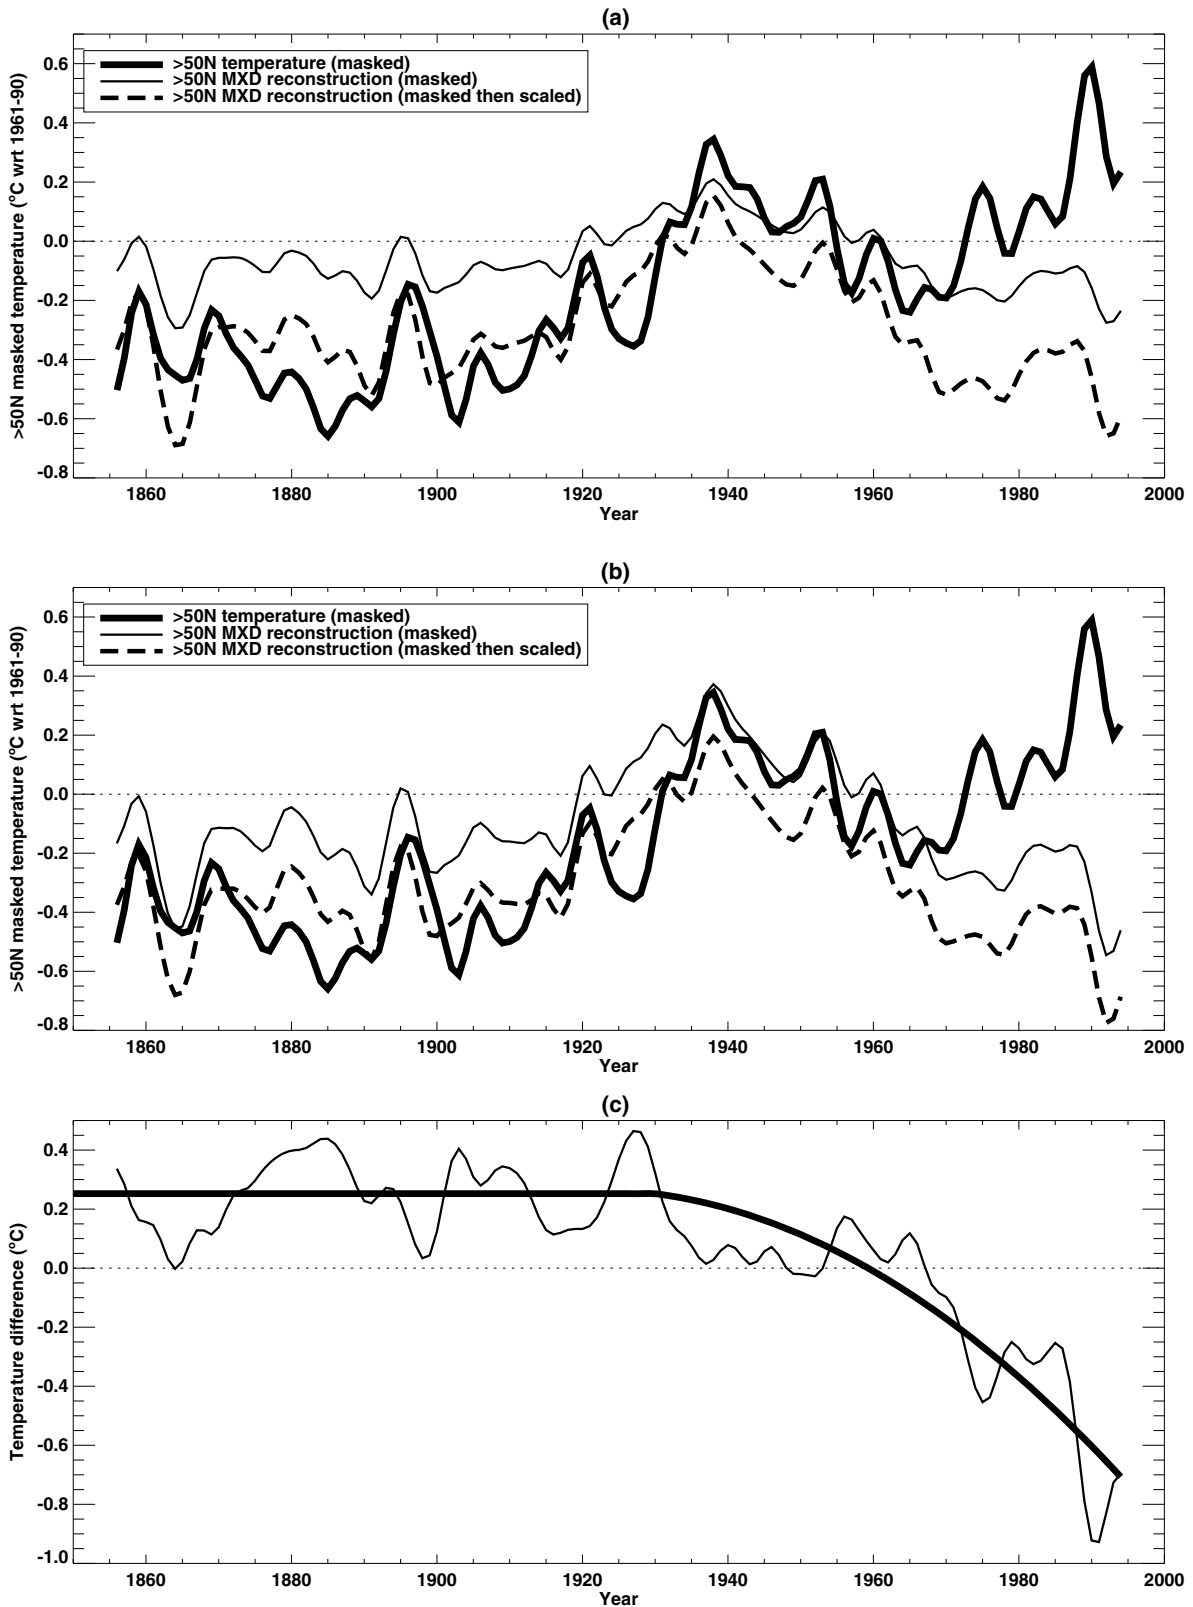 (a)
>50N temperature (masked)
>50N MXD reconstruction (masked)
>50N MXD reconstruction (masked then scaled)
>50N masked temperature (°C wrt 1961-90)
0.6
0.4
0.2
0.0
-0.2
-0.4
-0.6
-0.8
1860 1880 1900 1920 1940 1960 1980 2000
Year
(b)
>50N temperature (masked)
>50N MXD reconstruction (masked)
>50N MXD reconstruction (masked then scaled)
>50N masked temperature (°C wrt 1961-90)
0.6
0.4
0.2
0.0
-0.2
-0.4
-0.6
-0.8
1860 1880 1900 1920 1940 1960 1980 2000
Year
(c)
Temperature difference (°C)
0.4
0.2
0.0
-0.2
-0.4
-0.6
-0.8
-1.0
1860 1880 1900 1920 1940 1960 1980 2000
Year